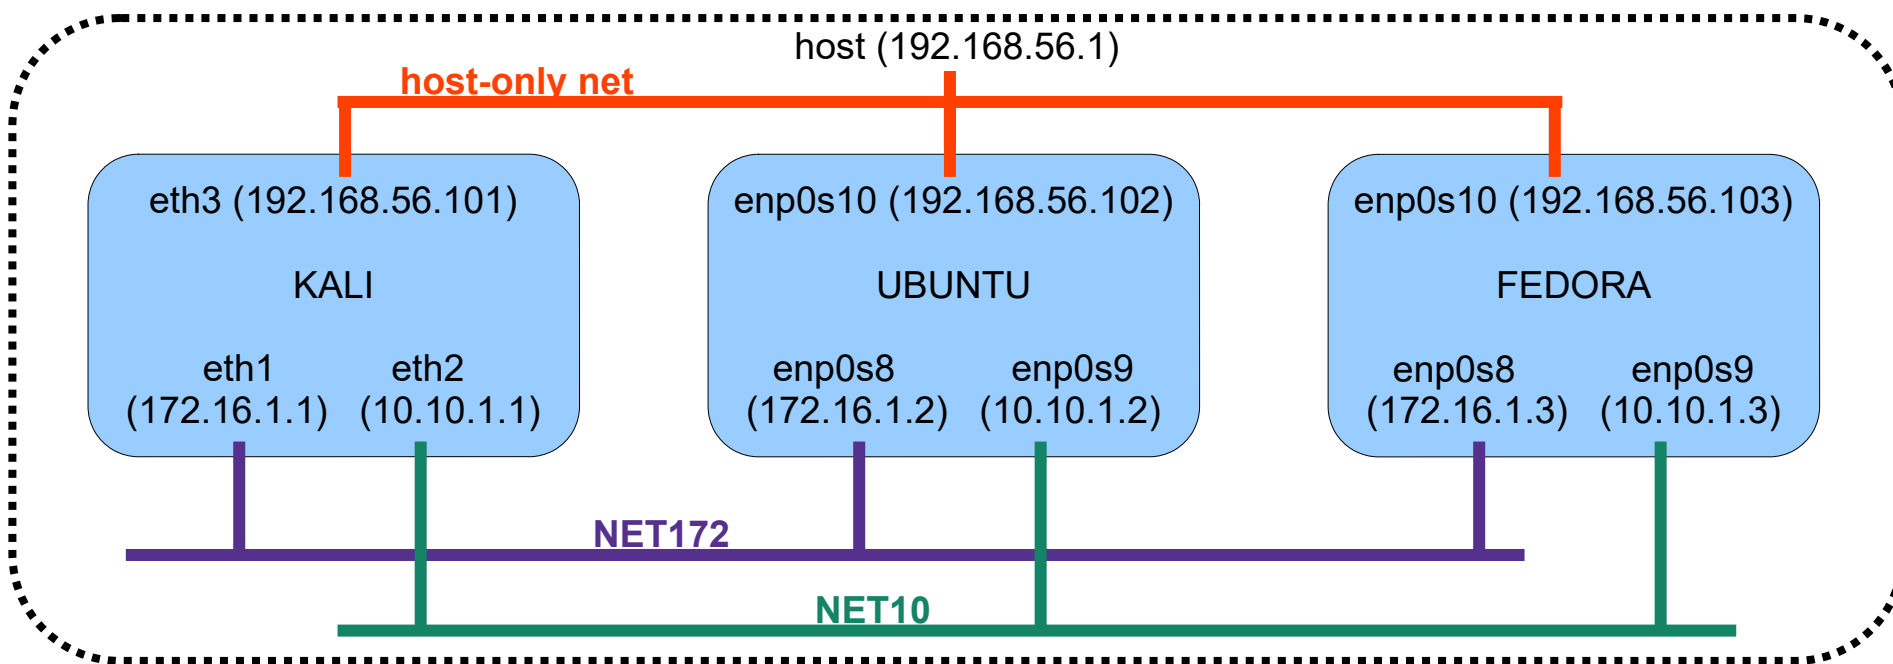 host (192.168.56.1)
host-only net
eth3 (192.168.56.101)
KALI
eth1
(172.16.1.1)
eth2
(10.10.1.1)
enp0s10 (192.168.56.102)
UBUNTU
enp0s8
(172.16.1.2)
enp0s9
(10.10.1.2)
enp0s10 (192.168.56.103)
FEDORA
enp0s8
(172.16.1.3)
enp0s9
(10.10.1.3)
NET172
NET10